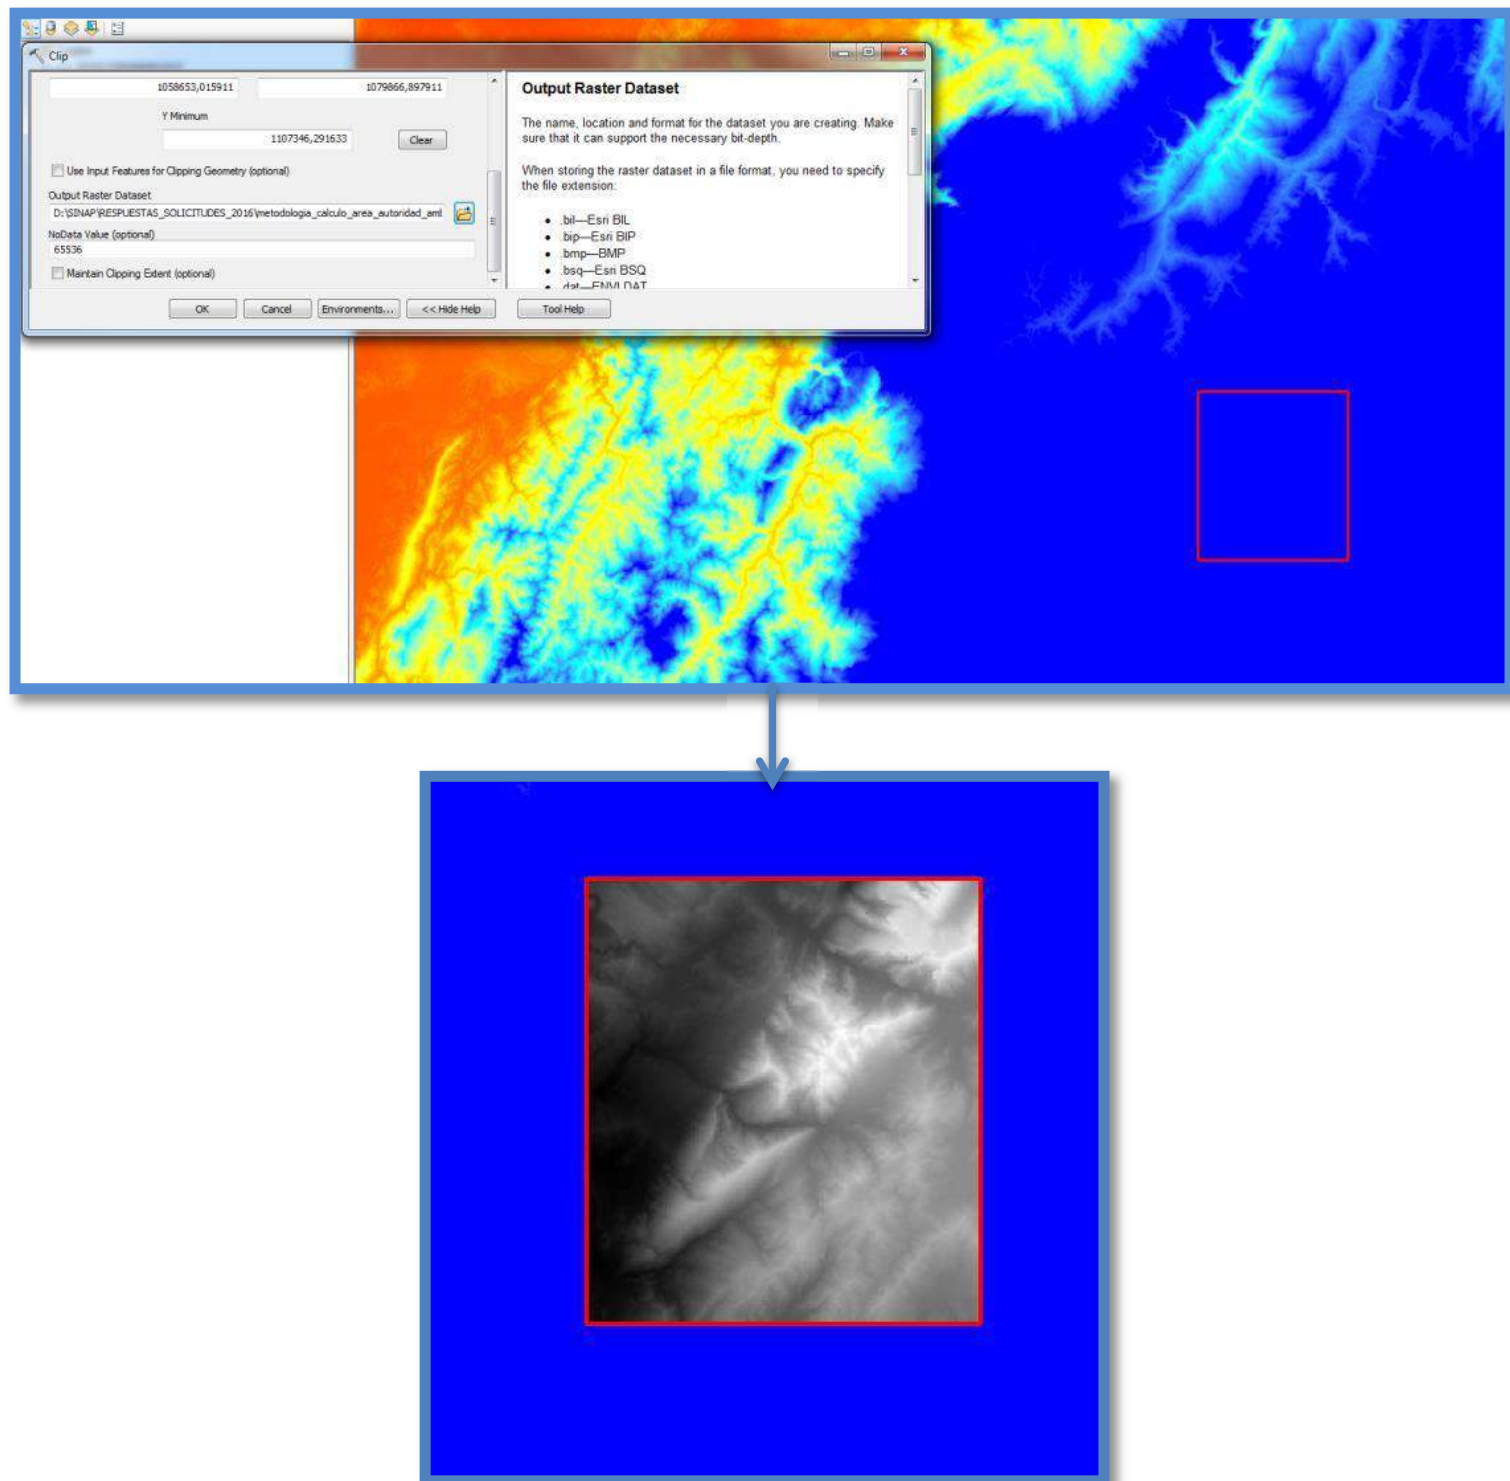 Clip
1058653,015911
1079866,897911
Y Minimum
1107346,291633
Clear
Use Input Features for Clipping Geometry (optional)
Output Raster Dataset
D:\SINAP\RESPUESTAS_SOLICITUDES_2016\metodologia_calculo_area_autoridad_aml
NoData Value (optional)
65536
Maintain Clipping Extent (optional)
OK
Cancel
Environments...
<< Hide Help
Tool Help
Output Raster Dataset
The name, location and format for the dataset you are creating. Make
sure that it can support the necessary bit-depth.
When storing the raster dataset in a file format, you need to specify
the file extension:
• .bil—Esri BIL
• .bip—Esri BIP
• .bmp—BMP
• .bsq—Esri BSQ
• .dat—ENVI DAT